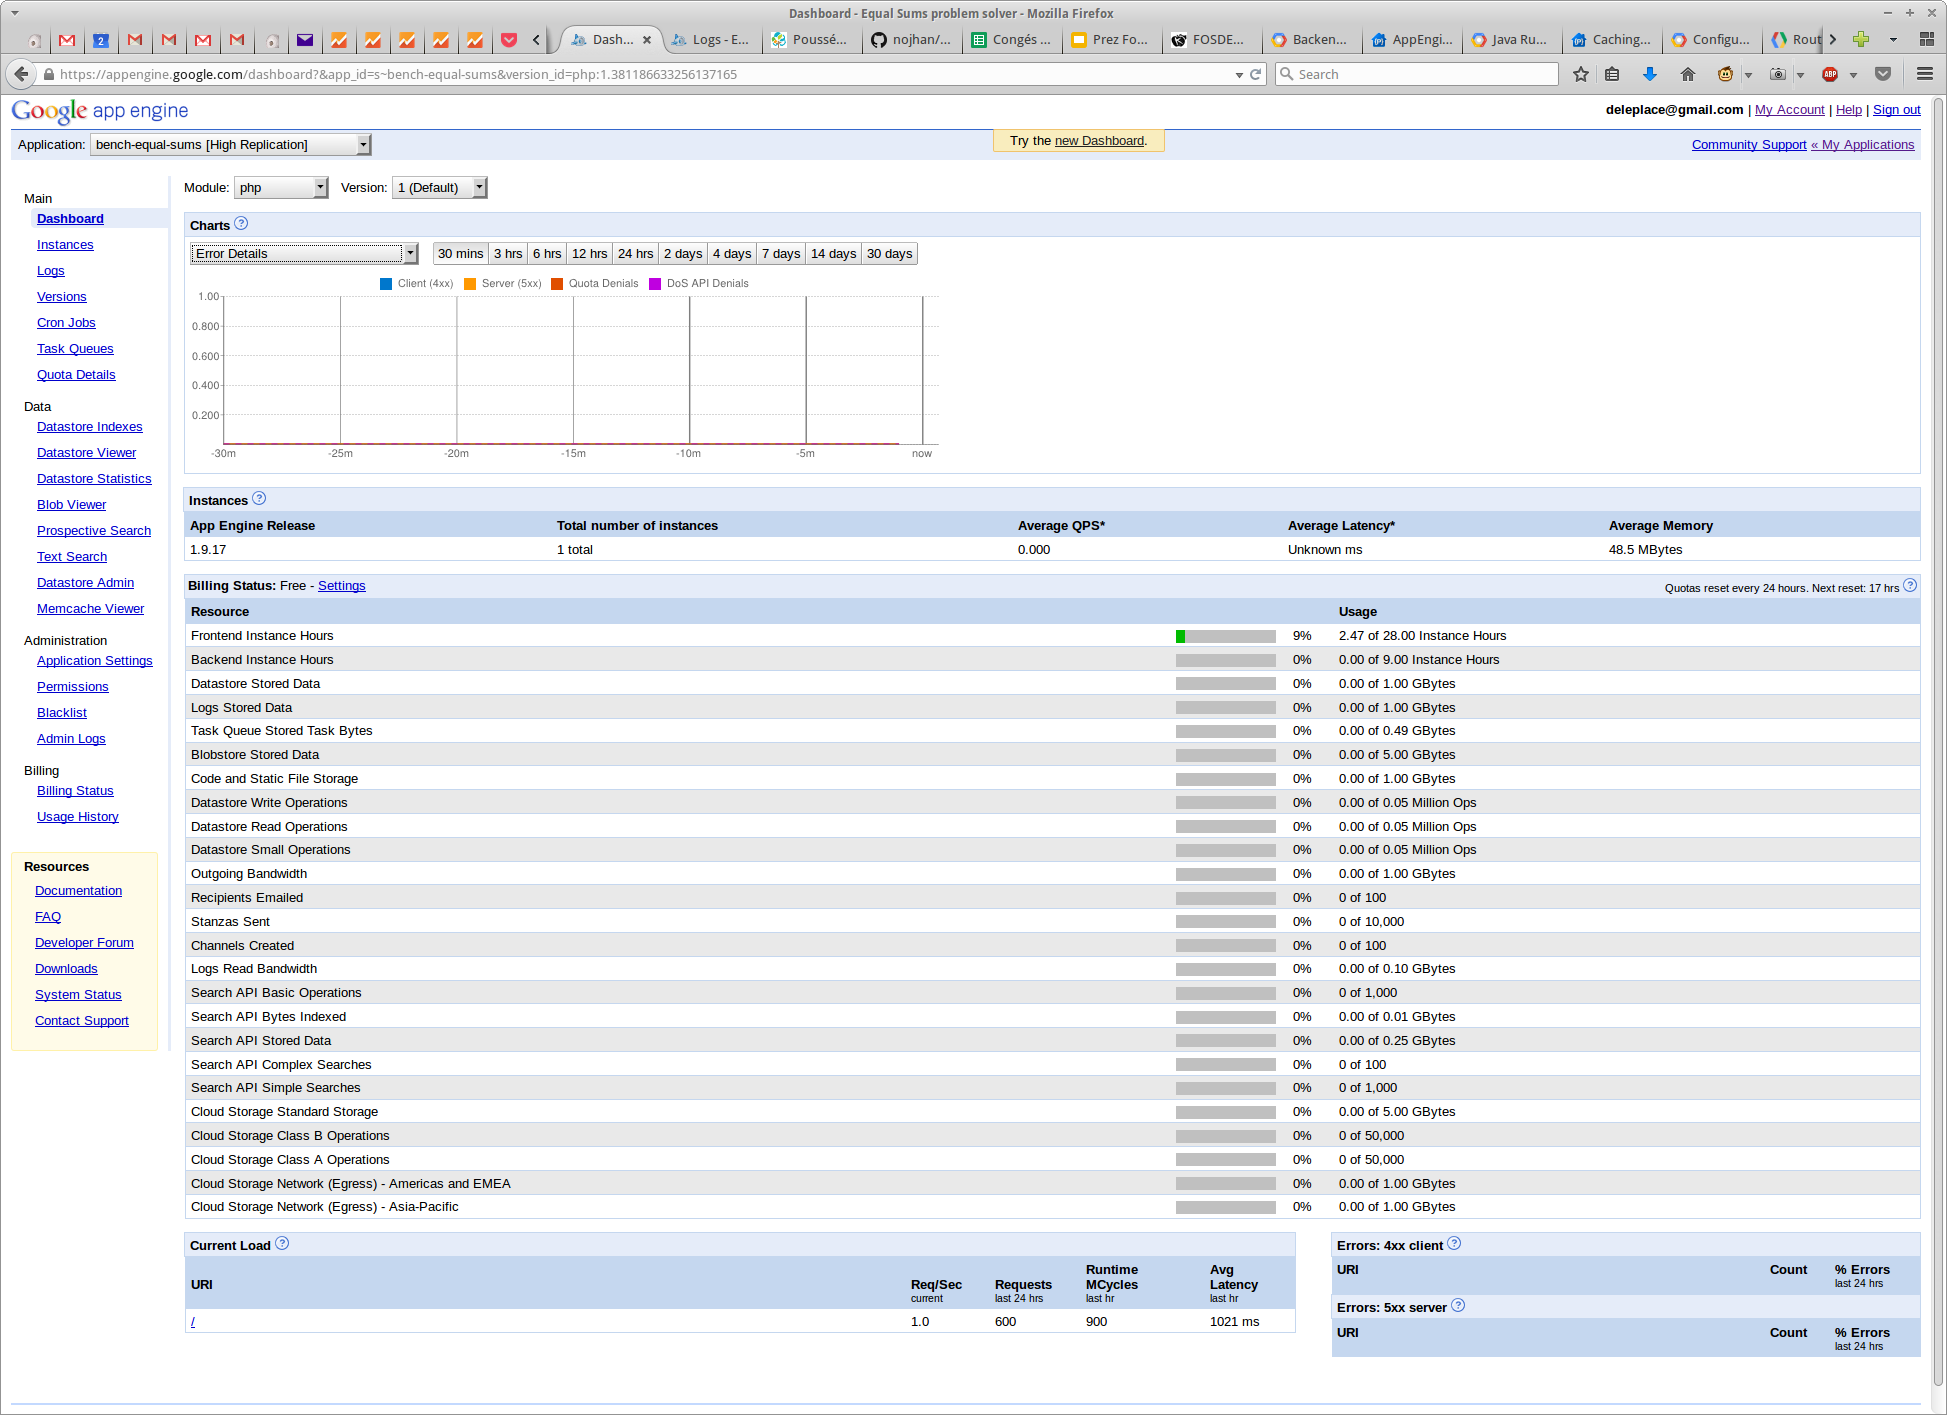 Dashboard - Equal Sums problem solver - Mozilla Firefox
2 Dash... Logs - E... Poussé... nojhan/... Congés ... Prez Fo... FOSDE... Backen... AppEngi... Java Ru... Caching... Configu... Rout
https://appengine.google.com/dashboard?&app_id=s~bench-equal-sums&version_id=php:1.381186633256137165 Search ABP
Google app engine deleplace@gmail.com | My Account | Help | Sign out
Application: bench-equal-sums [High Replication] Try the new Dashboard. Community Support « My Applications
Main
Dashboard
Instances
Logs
Versions
Cron Jobs
Task Queues
Quota Details
Data
Datastore Indexes
Datastore Viewer
Datastore Statistics
Blob Viewer
Prospective Search
Text Search
Datastore Admin
Memcache Viewer
Administration
Application Settings
Permissions
Blacklist
Admin Logs
Billing
Billing Status
Usage History
Resources
Documentation
FAQ
Developer Forum
Downloads
System Status
Contact Support
Module: php Version: 1 (Default)
Charts ?
Error Details 30 mins 3 hrs 6 hrs 12 hrs 24 hrs 2 days 4 days 7 days 14 days 30 days
Client (4xx) Server (5xx) Quota Denials DoS API Denials
1.00
0.800
0.600
0.400
0.200
-30m -25m -20m -15m -10m -5m now
Instances ?
App Engine Release Total number of instances Average QPS* Average Latency* Average Memory
1.9.17 1 total 0.000 Unknown ms 48.5 MBytes
Billing Status: Free - Settings Quotas reset every 24 hours. Next reset: 17 hrs ?
Resource Usage
Frontend Instance Hours 9% 2.47 of 28.00 Instance Hours
Backend Instance Hours 0% 0.00 of 9.00 Instance Hours
Datastore Stored Data 0% 0.00 of 1.00 GBytes
Logs Stored Data 0% 0.00 of 1.00 GBytes
Task Queue Stored Task Bytes 0% 0.00 of 0.49 GBytes
Blobstore Stored Data 0% 0.00 of 5.00 GBytes
Code and Static File Storage 0% 0.00 of 1.00 GBytes
Datastore Write Operations 0% 0.00 of 0.05 Million Ops
Datastore Read Operations 0% 0.00 of 0.05 Million Ops
Datastore Small Operations 0% 0.00 of 0.05 Million Ops
Outgoing Bandwidth 0% 0.00 of 1.00 GBytes
Recipients Emailed 0% 0 of 100
Stanzas Sent 0% 0 of 10,000
Channels Created 0% 0 of 100
Logs Read Bandwidth 0% 0.00 of 0.10 GBytes
Search API Basic Operations 0% 0 of 1,000
Search API Bytes Indexed 0% 0.00 of 0.01 GBytes
Search API Stored Data 0% 0.00 of 0.25 GBytes
Search API Complex Searches 0% 0 of 100
Search API Simple Searches 0% 0 of 1,000
Cloud Storage Standard Storage 0% 0.00 of 5.00 GBytes
Cloud Storage Class B Operations 0% 0 of 50,000
Cloud Storage Class A Operations 0% 0 of 50,000
Cloud Storage Network (Egress) - Americas and EMEA 0% 0.00 of 1.00 GBytes
Cloud Storage Network (Egress) - Asia-Pacific 0% 0.00 of 1.00 GBytes
Current Load ?
URI Req/Sec current Requests last 24 hrs Runtime MCycles last hr Avg Latency last hr
/ 1.0 600 900 1021 ms
Errors: 4xx client ?
URI Count % Errors
last 24 hrs
Errors: 5xx server ?
URI Count % Errors
last 24 hrs